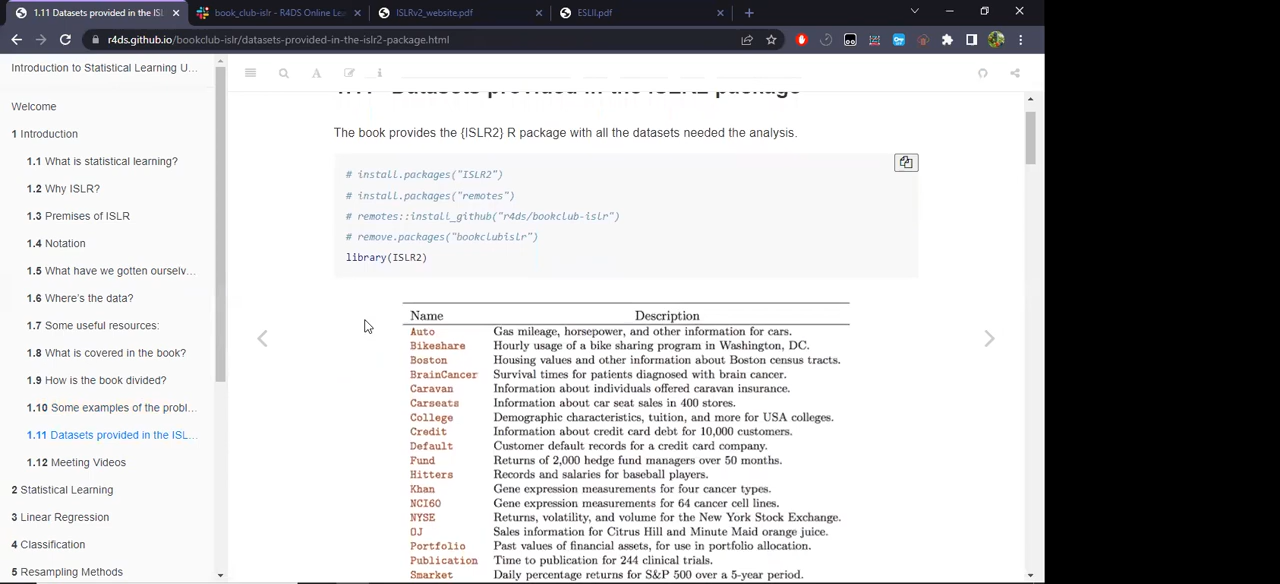 1.11 Datasets provided in the ISL
book_club-islr - R4DS Online Lea
ISLRv2_website.pdf
ESLII.pdf
r4ds.github.io/bookclub-islr/datasets-provided-in-the-islr2-package.html
Introduction to Statistical Learning U...
Welcome
1 Introduction
1.1 What is statistical learning?
1.2 Why ISLR?
1.3 Premises of ISLR
1.4 Notation
1.5 What have we gotten ourselv...
1.6 Where's the data?
1.7 Some useful resources:
1.8 What is covered in the book?
1.9 How is the book divided?
1.10 Some examples of the probl...
1.11 Datasets provided in the ISL...
1.12 Meeting Videos
2 Statistical Learning
3 Linear Regression
4 Classification
5 Resampling Methods
1.11 Datasets provided in the ISLR2 package
The book provides the {ISLR2} R package with all the datasets needed the analysis.
# install.packages("ISLR2")
# install.packages("remotes")
# remotes::install_github("r4ds/bookclub-islr")
# remove.packages("bookclubislr")
library(ISLR2)
Name Description
Auto Gas mileage, horsepower, and other information for cars.
Bikeshare Hourly usage of a bike sharing program in Washington, DC.
Boston Housing values and other information about Boston census tracts.
BrainCancer Survival times for patients diagnosed with brain cancer.
Caravan Information about individuals offered caravan insurance.
Carseats Information about car seat sales in 400 stores.
College Demographic characteristics, tuition, and more for USA colleges.
Credit Information about credit card debt for 10,000 customers.
Default Customer default records for a credit card company.
Fund Returns of 2,000 hedge fund managers over 50 months.
Hitters Records and salaries for baseball players.
Khan Gene expression measurements for four cancer types.
NCI60 Gene expression measurements for 64 cancer cell lines.
NYSE Returns, volatility, and volume for the New York Stock Exchange.
OJ Sales information for Citrus Hill and Minute Maid orange juice.
Portfolio Past values of financial assets, for use in portfolio allocation.
Publication Time to publication for 244 clinical trials.
Smarket Daily percentage returns for S&P 500 over a 5-year period.